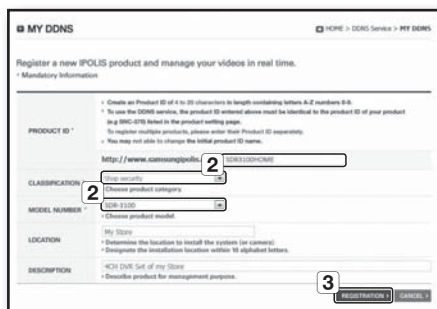 MY DDNS
HOME > DDNS Service > MY DDNS
Register a new IPOLIS product and manage your videos in real time.
* Mandatory Information
PRODUCT ID *
Create an Product ID of 4 to 20 characters in length containing letters A-Z numbers 0-9.
To use the DDNS service, the product ID entered above must be identical to the product ID of your product
(e.g SNC-570) listed in the product setting page.
To register multiple products, please enter their Product ID seperately.
You may not able to change the initial product ID name.
http://www.samsungipolis. 2 SDR3100HOME
CLASSIFICATION 2 Shop security
Choose product category.
MODEL NUMBER * SDR-3100
Choose product model.
LOCATION
My Store
Determine the location to install the system (or camera)
Designate the installation location within 10 alphabet letters.
DESCRIPTION
4CH DVR Set of my Store
Describe product for management purpose.
3
REGISTRATION > CANCEL >